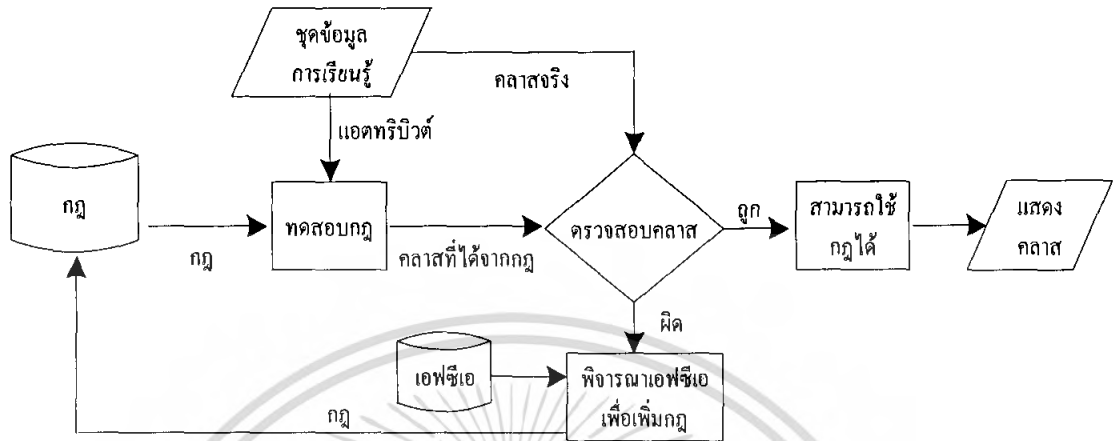 ชุดข้อมูล
การเรียนรู้
คลาสจริง
แอตทริบิวต์
กฎ
กฎ
ทดสอบกฎ
คลาสที่ได้จากกฎ
ตรวจสอบคลาส
ถูก
สามารถใช้
กฎได้
แสดง
คลาส
ผิด
เอฟซีเอ
พิจารณาเอฟซีเอ
เพื่อเพิ่มกฎ
กฎ